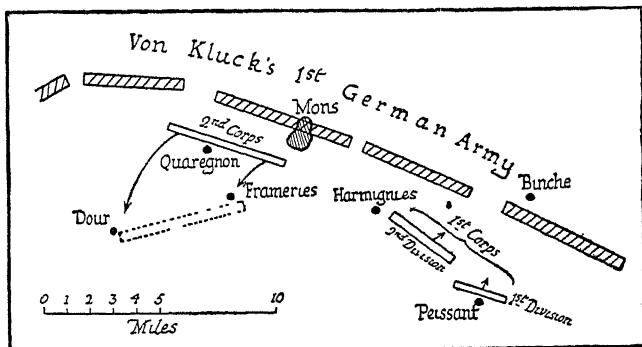 Von Kluck's 1st German Army
Mons
2nd Corps
Quaregnon
Binche
Frameries
Harmignies
Dour
1st Corps
2nd Division
1st Division
Peissant
0 1 2 3 4 5 10
Miles